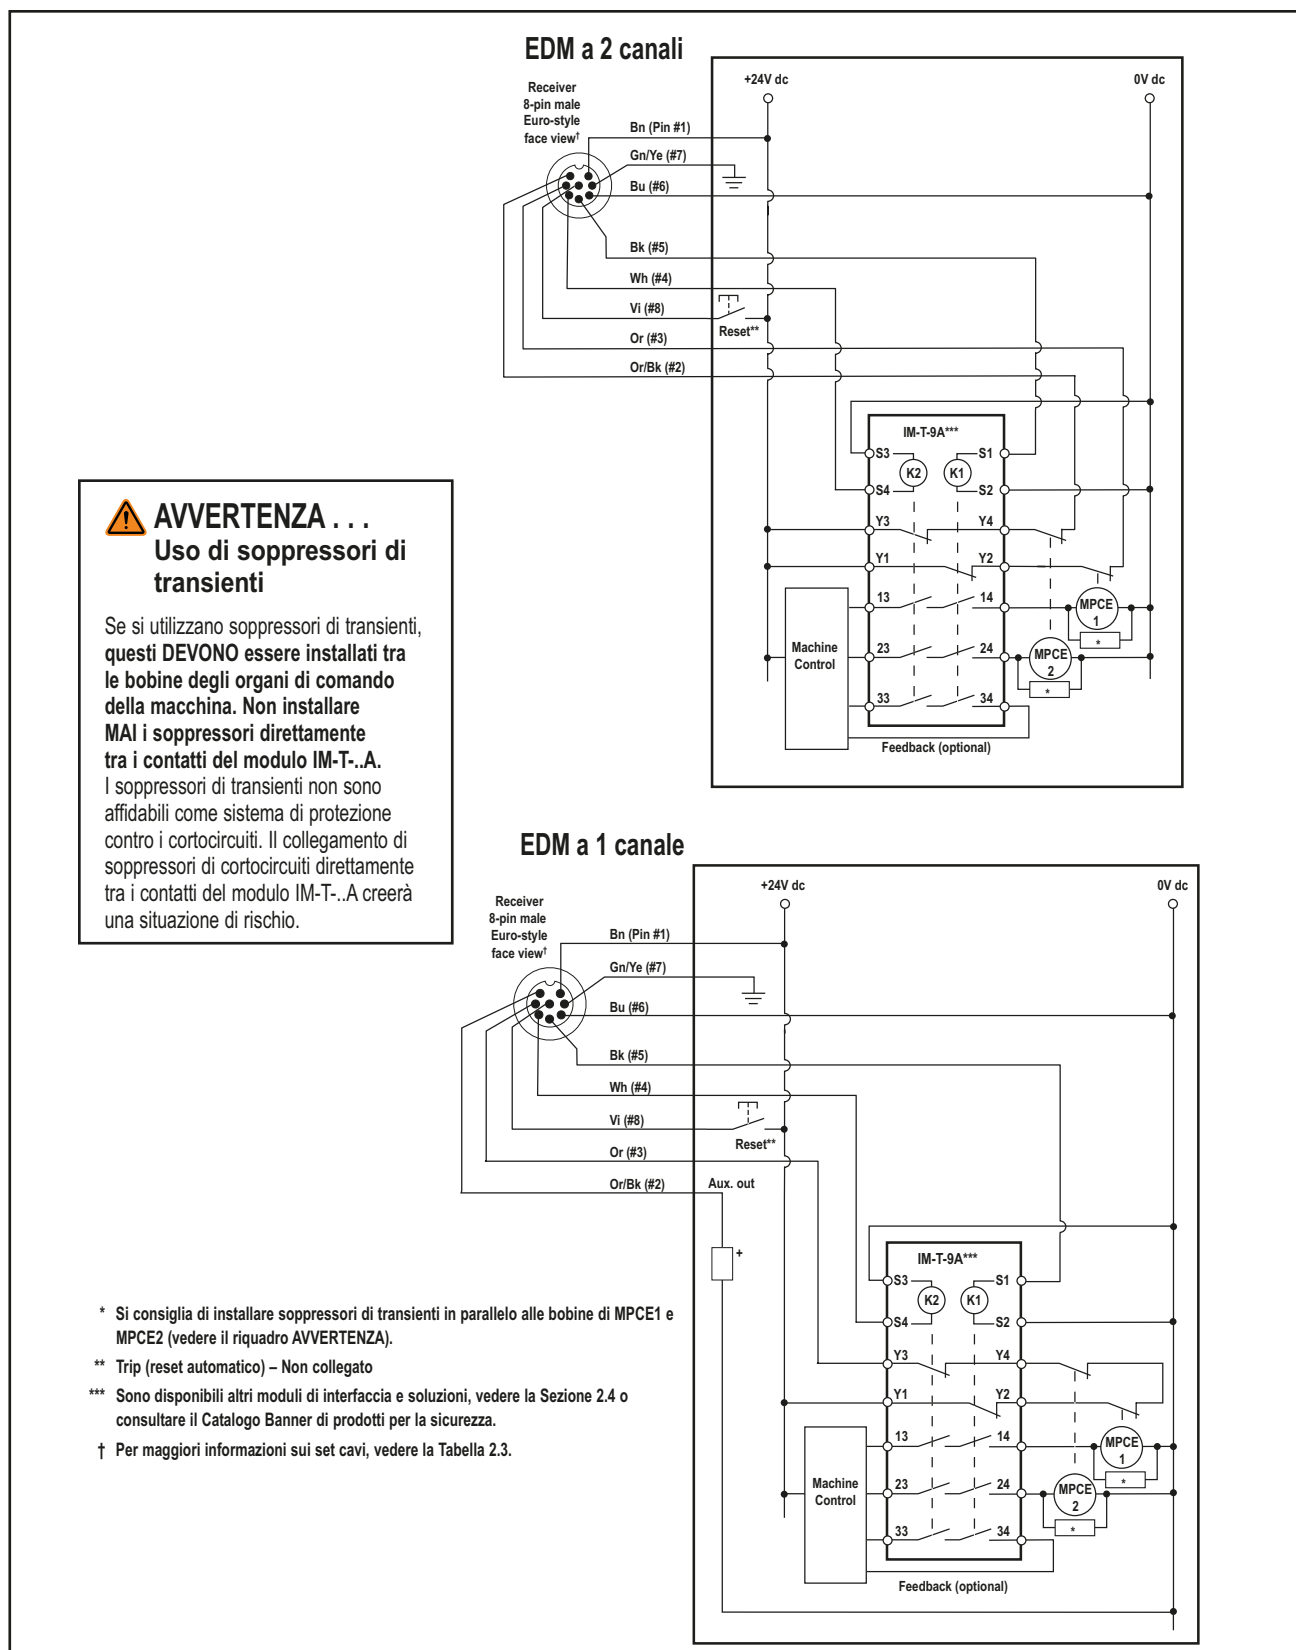 EDM a 2 canali
+24V dc
0V dc
Receiver
8-pin male
Euro-style
face view†
Bn (Pin #1)
Gn/Ye (#7)
Bu (#6)
Bk (#5)
Wh (#4)
Vi (#8)
Reset**
Or (#3)
Or/Bk (#2)
IM-T-9A***
S3
S1
K2
K1
S4
S2
Y3
Y4
Y1
Y2
13
14
MPCE
1
*
Machine
Control
23
24
MPCE
2
*
33
34
Feedback (optional)
AVVERTENZA . . .
Uso di soppressori di
transienti
Se si utilizzano soppressori di transienti,
questi DEVONO essere installati tra
le bobine degli organi di comando
della macchina. Non installare
MAI i soppressori direttamente
tra i contatti del modulo IM-T-..A.
I soppressori di transienti non sono
affidabili come sistema di protezione
contro i cortocircuiti. Il collegamento di
soppressori di cortocircuiti direttamente
tra i contatti del modulo IM-T-..A creerà
una situazione di rischio.
EDM a 1 canale
+24V dc
0V dc
Receiver
8-pin male
Euro-style
face view†
Bn (Pin #1)
Gn/Ye (#7)
Bu (#6)
Bk (#5)
Wh (#4)
Vi (#8)
Reset**
Or (#3)
Or/Bk (#2)
Aux. out
+
IM-T-9A***
S3
S1
K2
K1
S4
S2
Y3
Y4
Y1
Y2
13
14
MPCE
1
*
Machine
Control
23
24
MPCE
2
*
33
34
Feedback (optional)
* Si consiglia di installare soppressori di transienti in parallelo alle bobine di MPCE1 e
MPCE2 (vedere il riquadro AVVERTENZA).
** Trip (reset automatico) – Non collegato
*** Sono disponibili altri moduli di interfaccia e soluzioni, vedere la Sezione 2.4 o
consultare il Catalogo Banner di prodotti per la sicurezza.
† Per maggiori informazioni sui set cavi, vedere la Tabella 2.3.